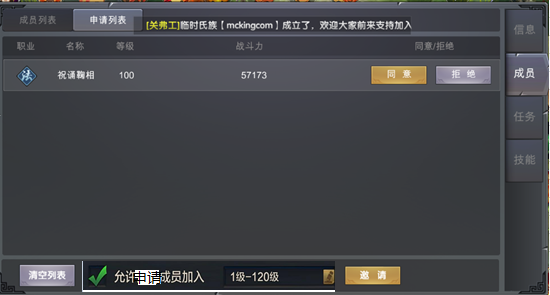 成员列表 申请列表
[关弗工]临时氏族【mckingcom】成立了，欢迎大家前来支持加入
信息
职业 名称 等级 战斗力 同意/拒绝
法 祝诵鞠相 100 57173 同意 拒绝
成员
任务
技能
清空列表 允许申请成员加入 1级-120级 邀请